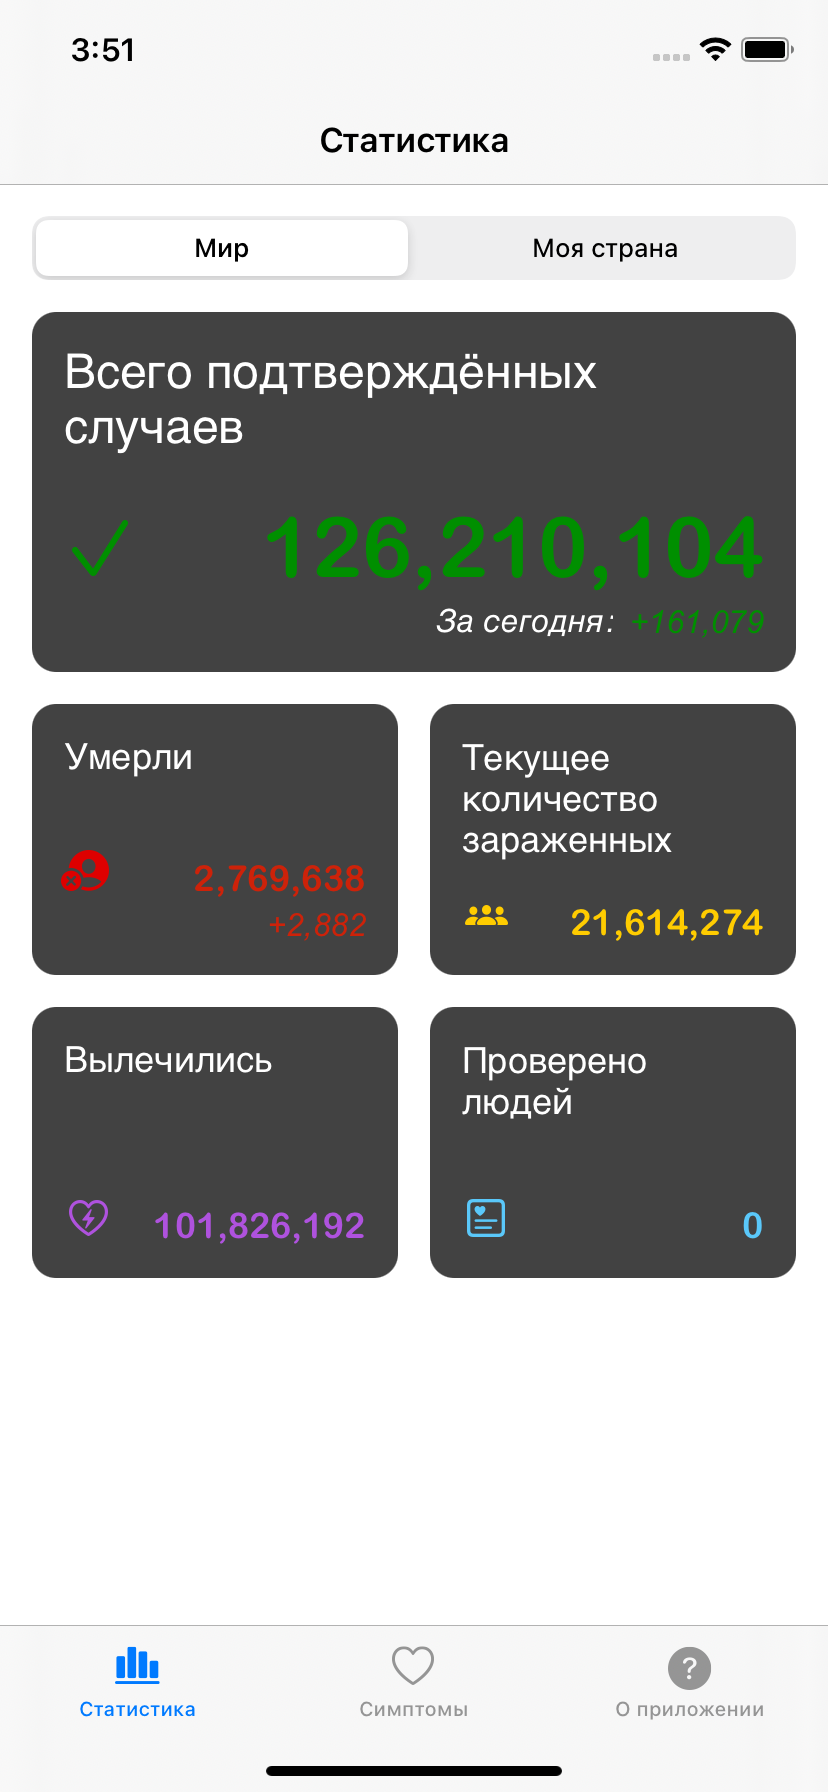 3:51
Статистика
Мир
Моя страна
Всего подтверждённых
случаев
126,210,104
За сегодня: +161,079
Умерли
2,769,638
+2,882
Текущее
количество
зараженных
21,614,274
Вылечились
101,826,192
Проверено
людей
0
Статистика
Симптомы
?
О приложении